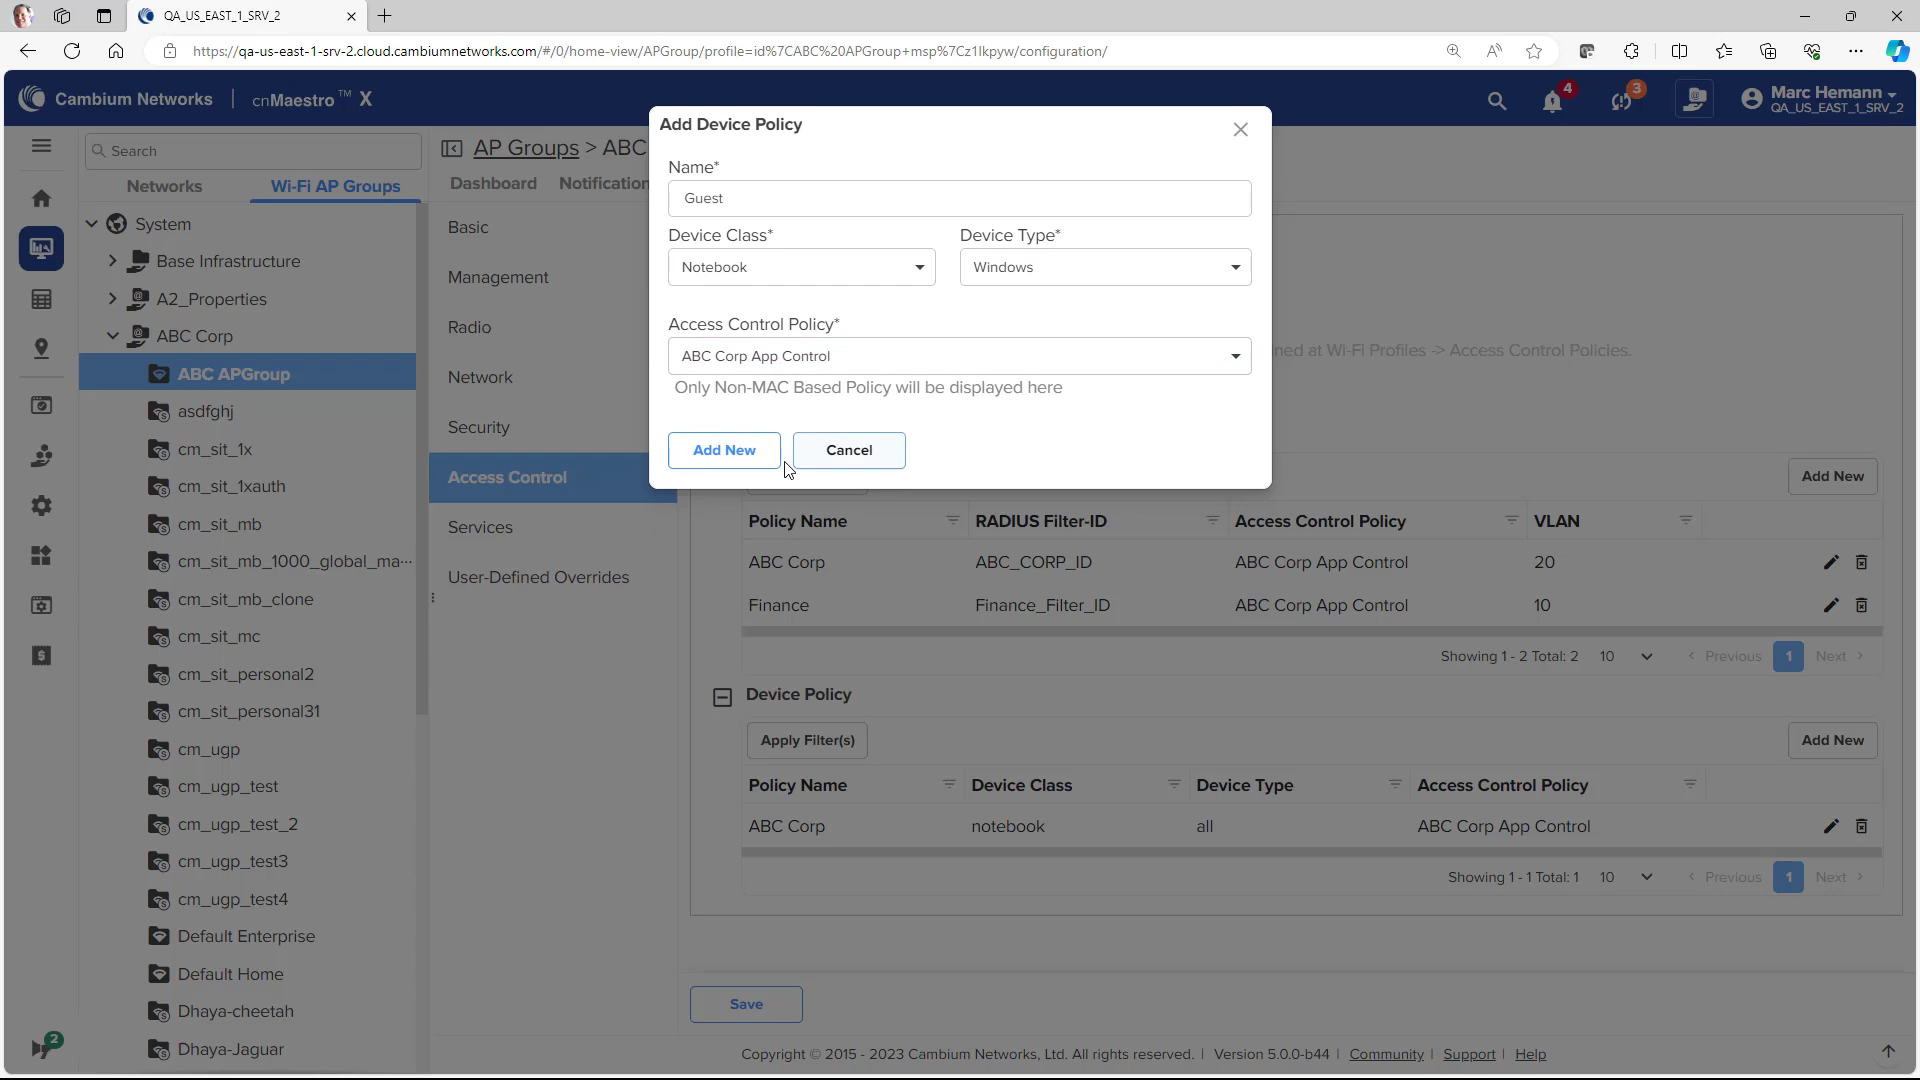 QA_US_EAST_1_SRV_2
https://qa-us-east-1-srv-2.cloud.cambiumnetworks.com/#/0/home-view/APGroup/profile=id%7CABC%20APGroup+msp%7Cz1lkpyw/configuration/
Cambium Networks | cnMaestro™ X
4
3
Marc Hemann
QA_US_EAST_1_SRV_2
Search
Networks
Wi-Fi AP Groups
System
Base Infrastructure
A2_Properties
ABC Corp
ABC APGroup
asdfghj
cm_sit_1x
cm_sit_1xauth
cm_sit_mb
cm_sit_mb_1000_global_ma···
cm_sit_mb_clone
cm_sit_mc
cm_sit_personal2
cm_sit_personal31
cm_ugp
cm_ugp_test
cm_ugp_test_2
cm_ugp_test3
cm_ugp_test4
Default Enterprise
Default Home
Dhaya-cheetah
Dhaya-Jaguar
2
AP Groups > ABC
Dashboard Notification
Basic
Management
Radio
Network
Security
Access Control
Services
User-Defined Overrides
Add Device Policy
Name*
Guest
Device Class* Device Type*
Notebook Windows
Access Control Policy*
ABC Corp App Control
Only Non-MAC Based Policy will be displayed here
Add New Cancel
ned at Wi-Fi Profiles -> Access Control Policies.
Add New
Policy Name RADIUS Filter-ID Access Control Policy VLAN
ABC Corp ABC_CORP_ID ABC Corp App Control 20
Finance Finance_Filter_ID ABC Corp App Control 10
Showing 1 - 2 Total: 2 10 < Previous 1 Next >
Device Policy
Apply Filter(s) Add New
Policy Name Device Class Device Type Access Control Policy
ABC Corp notebook all ABC Corp App Control
Showing 1 - 1 Total: 1 10 < Previous 1 Next >
Save
Copyright © 2015 - 2023 Cambium Networks, Ltd. All rights reserved. | Version 5.0.0-b44 | Community | Support | Help